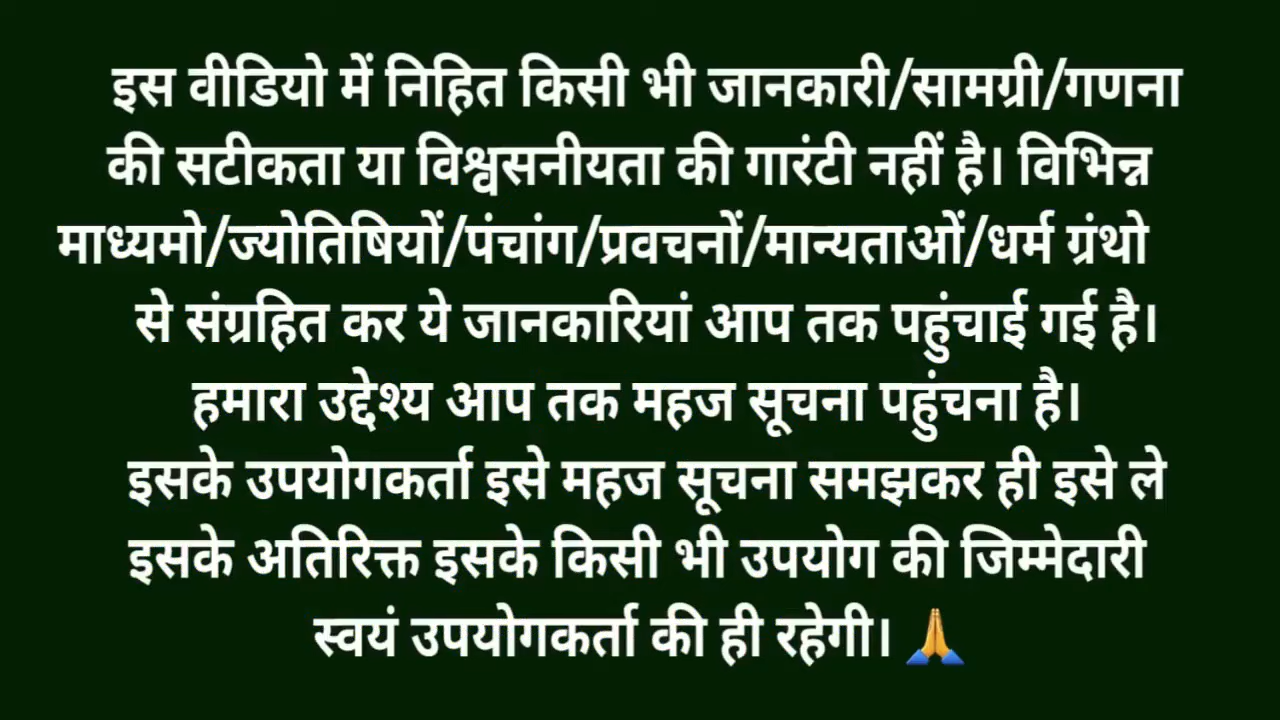 इस वीडियो में निहित किसी भी जानकारी/सामग्री/गणना
की सटीकता या विश्वसनीयता की गारंटी नहीं है। विभिन्न
माध्यमो/ज्योतिषियों/पंचांग/प्रवचनों/मान्यताओं/धर्म ग्रंथो
से संग्रहित कर ये जानकारियां आप तक पहुंचाई गई है।
हमारा उद्देश्य आप तक महज सूचना पहुंचना है।
इसके उपयोगकर्ता इसे महज सूचना समझकर ही इसे ले
इसके अतिरिक्त इसके किसी भी उपयोग की जिम्मेदारी
स्वयं उपयोगकर्ता की ही रहेगी। 🙏